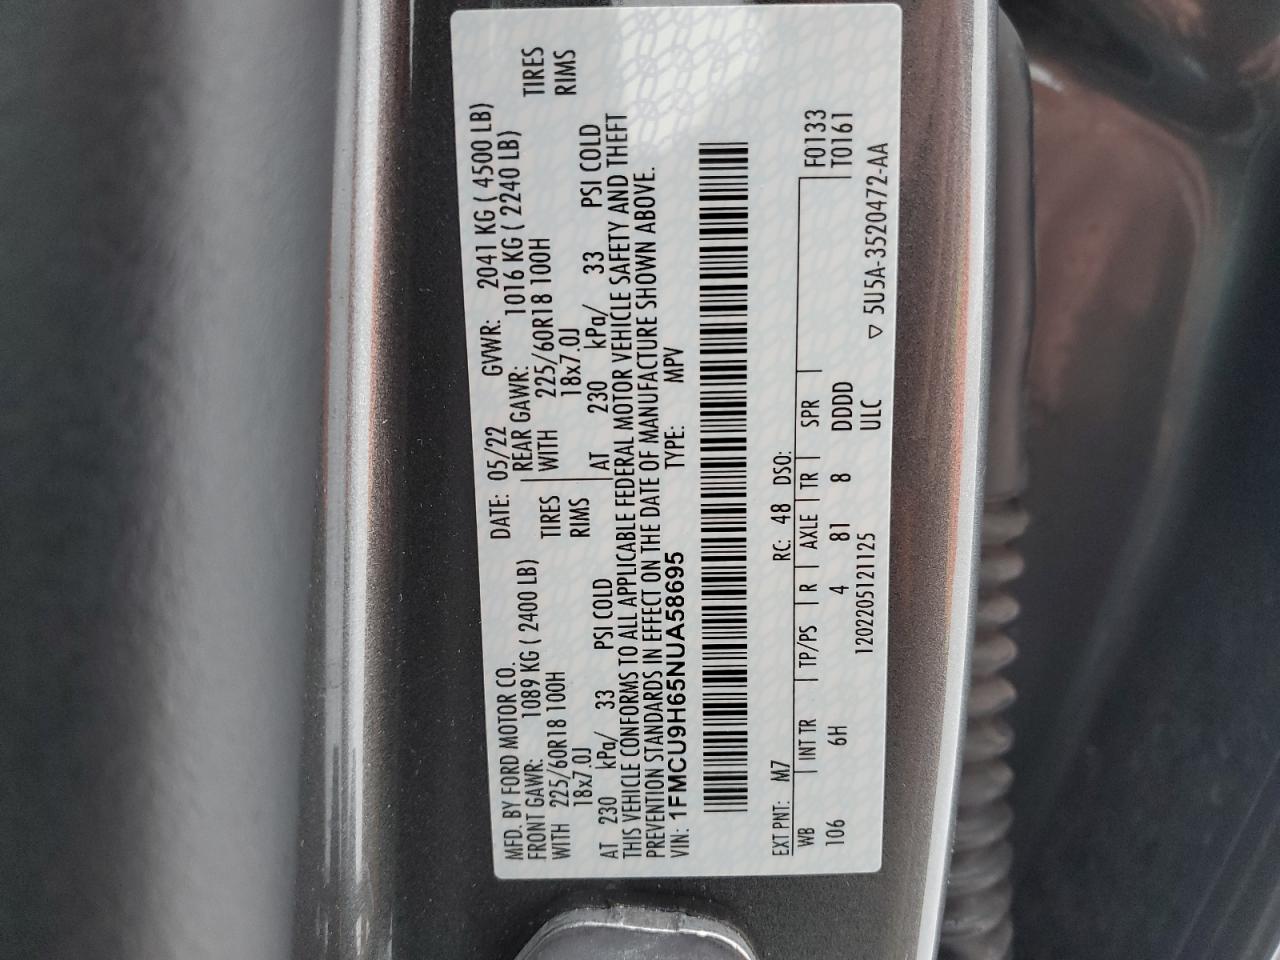 MFD. BY FORD MOTOR CO.
DATE: 05/22 GVWR: 2041 KG ( 4500 LB)
FRONT GAWR: 1089 KG ( 2400 LB) REAR GAWR: 1016 KG ( 2240 LB)
WITH 225/60R18 100H TIRES WITH 225/60R18 100H TIRES
18x7.0J RIMS 18x7.0J RIMS
AT 230 kPa/ 33 PSI COLD AT 230 kPa/ 33 PSI COLD
THIS VEHICLE CONFORMS TO ALL APPLICABLE FEDERAL MOTOR VEHICLE SAFETY AND THEFT
PREVENTION STANDARDS IN EFFECT ON THE DATE OF MANUFACTURE SHOWN ABOVE.
VIN: 1FMCU9H65NUA58695 TYPE: MPV
EXT PNT: M7 RC: 48 DSO:
WB INT TR TP/PS R AXLE TR SPR F0133
106 6H 4 81 8 DDDD T0161
1202205121125 ULC ▽ 5U5A-3520472-AA